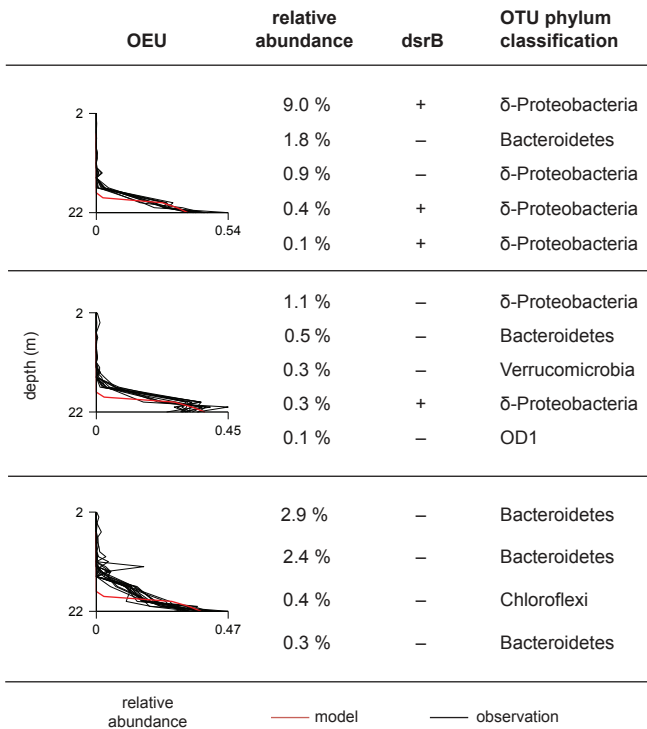 OEU relative abundance dsrB OTU phylum classification
2
22
0 0.54
9.0 % + δ-Proteobacteria
1.8 % – Bacteroidetes
0.9 % – δ-Proteobacteria
0.4 % + δ-Proteobacteria
0.1 % + δ-Proteobacteria
depth (m)
2
22
0 0.45
1.1 % – δ-Proteobacteria
0.5 % – Bacteroidetes
0.3 % – Verrucomicrobia
0.3 % + δ-Proteobacteria
0.1 % – OD1
2
22
0 0.47
2.9 % – Bacteroidetes
2.4 % – Bacteroidetes
0.4 % – Chloroflexi
0.3 % – Bacteroidetes
relative
abundance
model observation